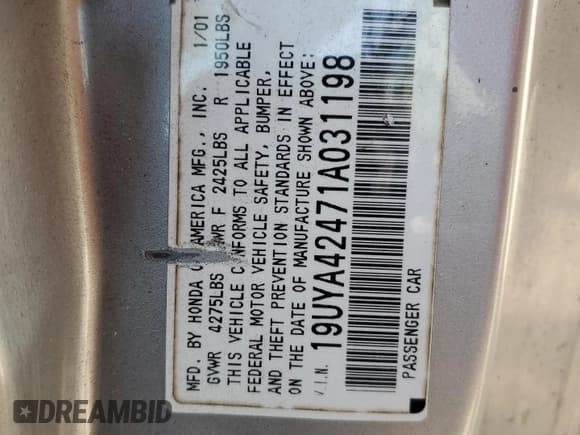 MFD. BY HONDA OF AMERICA MFG., INC. 1/01
GVWR 4275LBS GAWR F 2425LBS R 1950LBS
THIS VEHICLE CONFORMS TO ALL APPLICABLE
FEDERAL MOTOR VEHICLE SAFETY, BUMPER,
AND THEFT PREVENTION STANDARDS IN EFFECT
ON THE DATE OF MANUFACTURE SHOWN ABOVE:
V.I.N. 19UYA42471A031198
PASSENGER CAR
DREAMBID